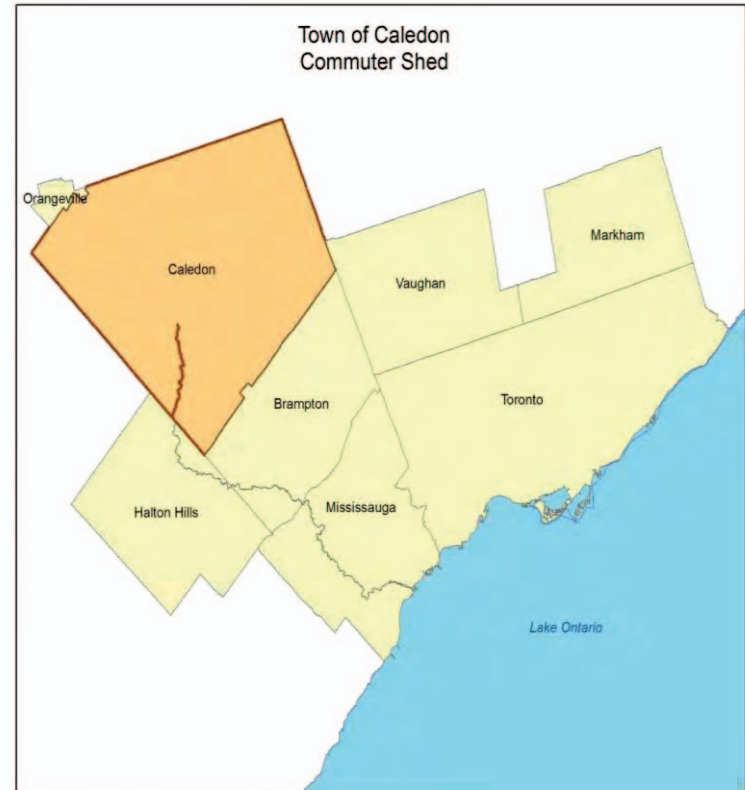 Town of Caledon
Commuter Shed
Orangeville
Markham
Caledon
Vaughan
Brampton
Toronto
Halton Hills
Mississauga
Lake Ontario